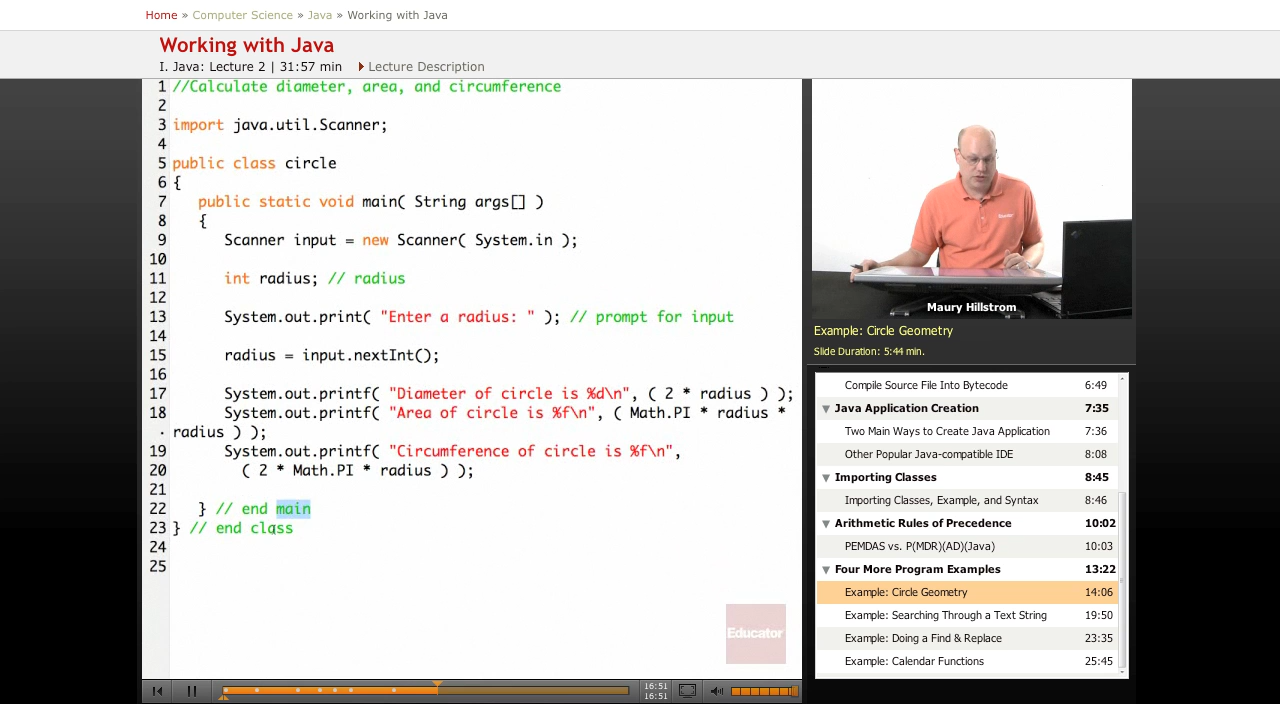 Home » Computer Science » Java » Working with Java
Working with Java
I. Java: Lecture 2 | 31:57 min Lecture Description
1 //Calculate diameter, area, and circumference
2
3 import java.util.Scanner;
4
5 public class circle
6 {
7 public static void main( String args[] )
8 {
9 Scanner input = new Scanner( System.in );
10
11 int radius; // radius
12
13 System.out.print( "Enter a radius: " ); // prompt for input
14
15 radius = input.nextInt();
16
17 System.out.printf( "Diameter of circle is %d\n", ( 2 * radius ) );
18 System.out.printf( "Area of circle is %f\n", ( Math.PI * radius *
· radius ) );
19 System.out.printf( "Circumference of circle is %f\n",
20 ( 2 * Math.PI * radius ) );
21
22 } // end main
23 } // end class
24
25
Educator
16:51
16:51
Maury Hillstrom
Example: Circle Geometry
Slide Duration: 5:44 min.
Compile Source File Into Bytecode 6:49
Java Application Creation 7:35
Two Main Ways to Create Java Application 7:36
Other Popular Java-compatible IDE 8:08
Importing Classes 8:45
Importing Classes, Example, and Syntax 8:46
Arithmetic Rules of Precedence 10:02
PEMDAS vs. P(MDR)(AD)(Java) 10:03
Four More Program Examples 13:22
Example: Circle Geometry 14:06
Example: Searching Through a Text String 19:50
Example: Doing a Find & Replace 23:35
Example: Calendar Functions 25:45